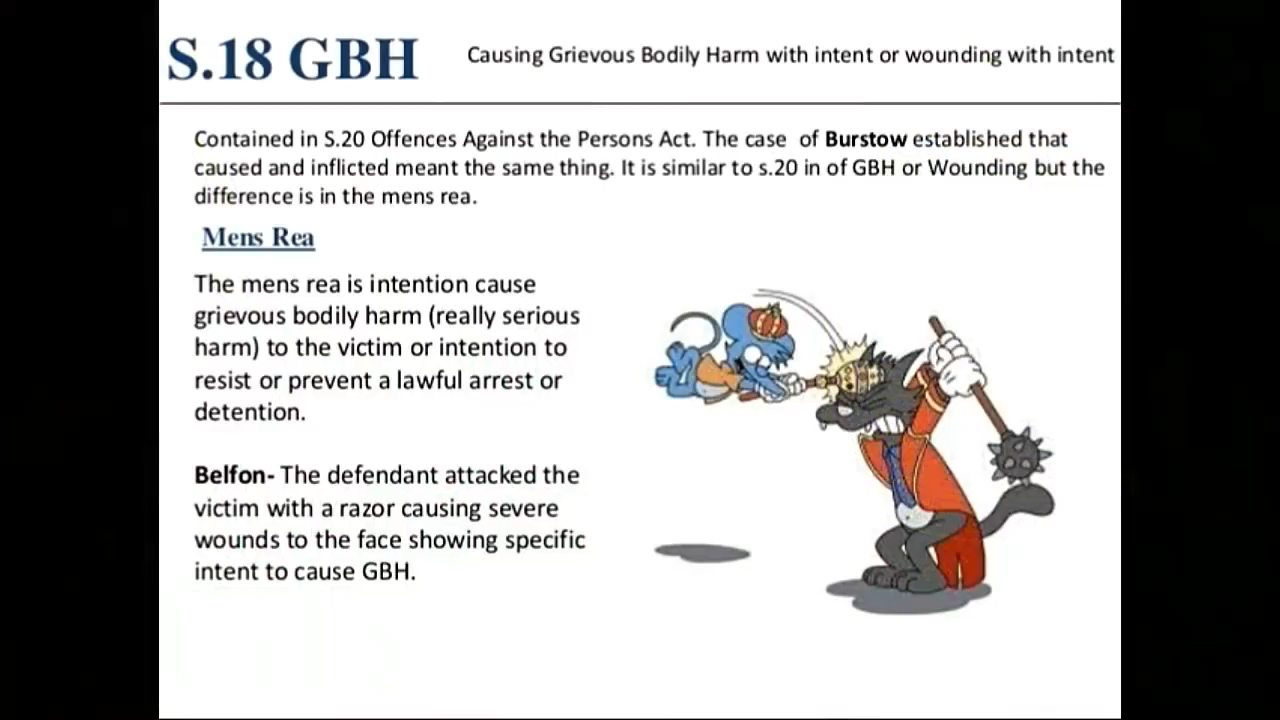 S.18 GBH
Causing Grievous Bodily Harm with intent or wounding with intent
Contained in S.20 Offences Against the Persons Act. The case of Burstow established that
caused and inflicted meant the same thing. It is similar to s.20 in of GBH or Wounding but the
difference is in the mens rea.
Mens Rea
The mens rea is intention cause
grievous bodily harm (really serious
harm) to the victim or intention to
resist or prevent a lawful arrest or
detention.
Belfon- The defendant attacked the
victim with a razor causing severe
wounds to the face showing specific
intent to cause GBH.